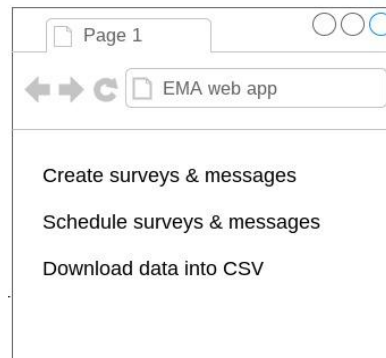 Page 1
EMA web app
Create surveys & messages
Schedule surveys & messages
Download data into CSV